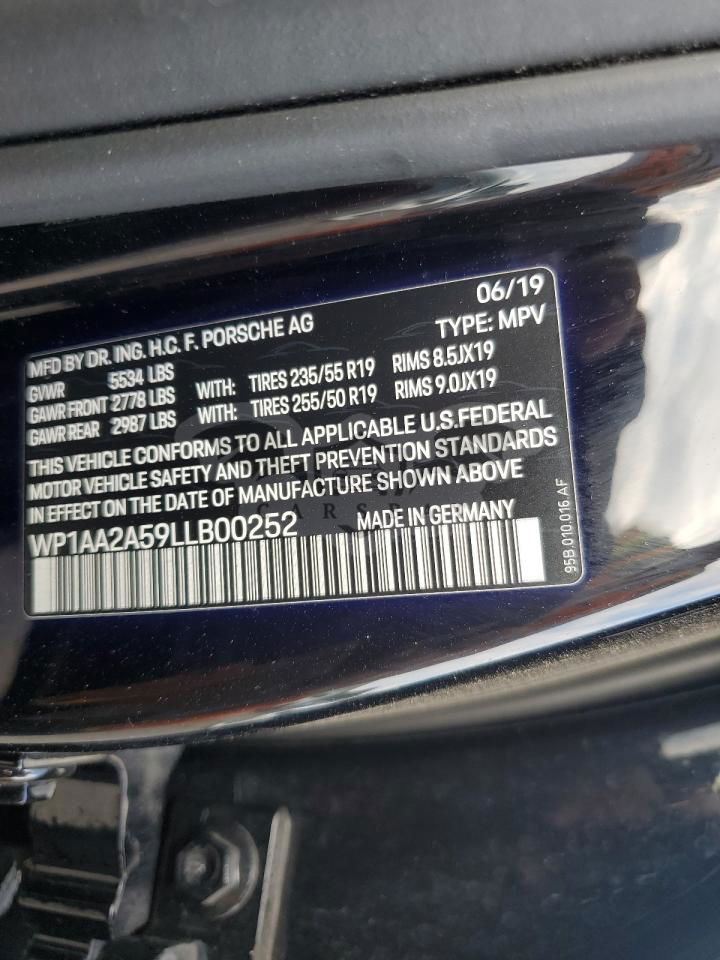 06/19
MFD BY DR. ING. H.C. F. PORSCHE AG TYPE: MPV
GVWR 5534 LBS
GAWR FRONT 2778 LBS WITH: TIRES 235/55 R19 RIMS 8.5JX19
GAWR REAR 2987 LBS WITH: TIRES 255/50 R19 RIMS 9.0JX19
THIS VEHICLE CONFORMS TO ALL APPLICABLE U.S.FEDERAL
MOTOR VEHICLE SAFETY AND THEFT PREVENTION STANDARDS
IN EFFECT ON THE DATE OF MANUFACTURE SHOWN ABOVE
WP1AA2A59LLB00252 MADE IN GERMANY
95B.010.016.AF